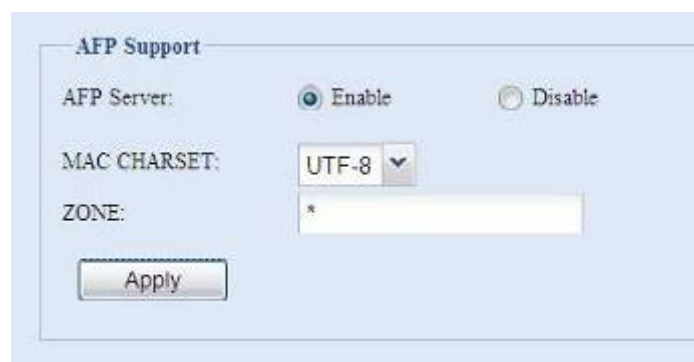 AFP Support
AFP Server: Enable Disable
MAC CHARSET: UTF-8
ZONE: *
Apply